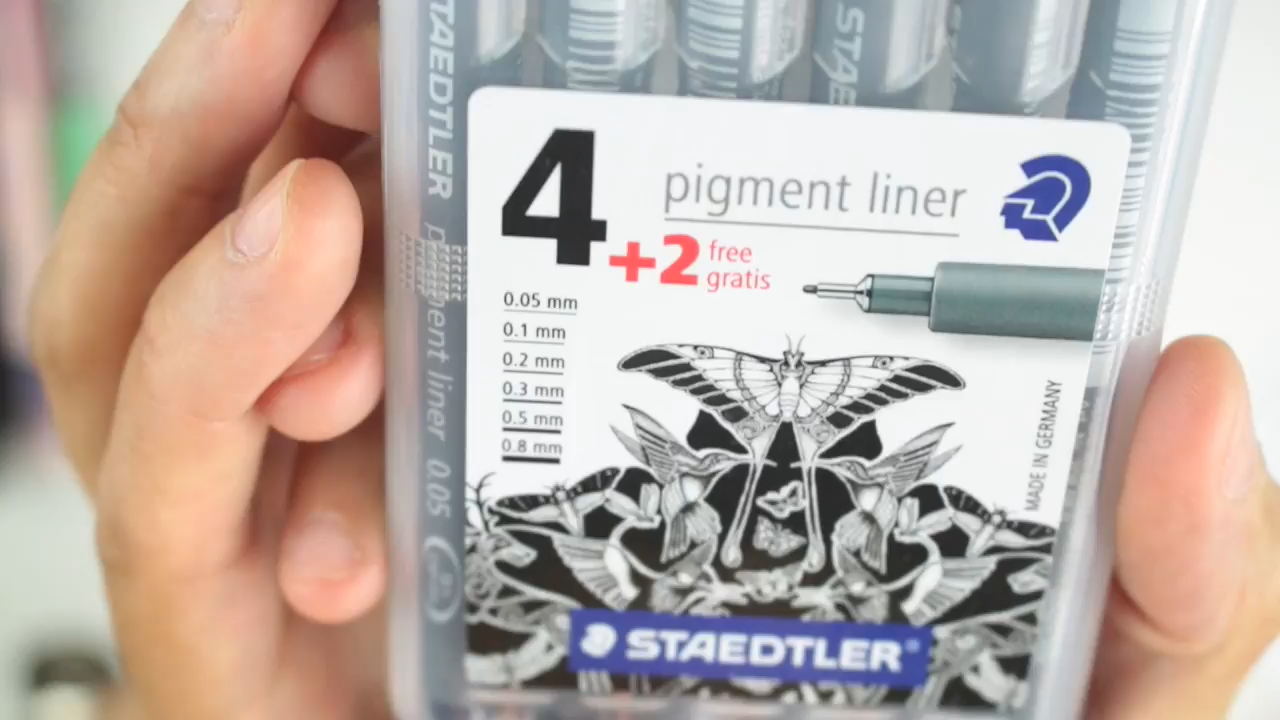 STAEDTLER pigment liner 0.05
STAE
4
pigment liner
+2
free
gratis
0.05 mm
0.1 mm
0.2 mm
0.3 mm
0.5 mm
0.8 mm
MADE IN GERMANY
STAEDTLER®